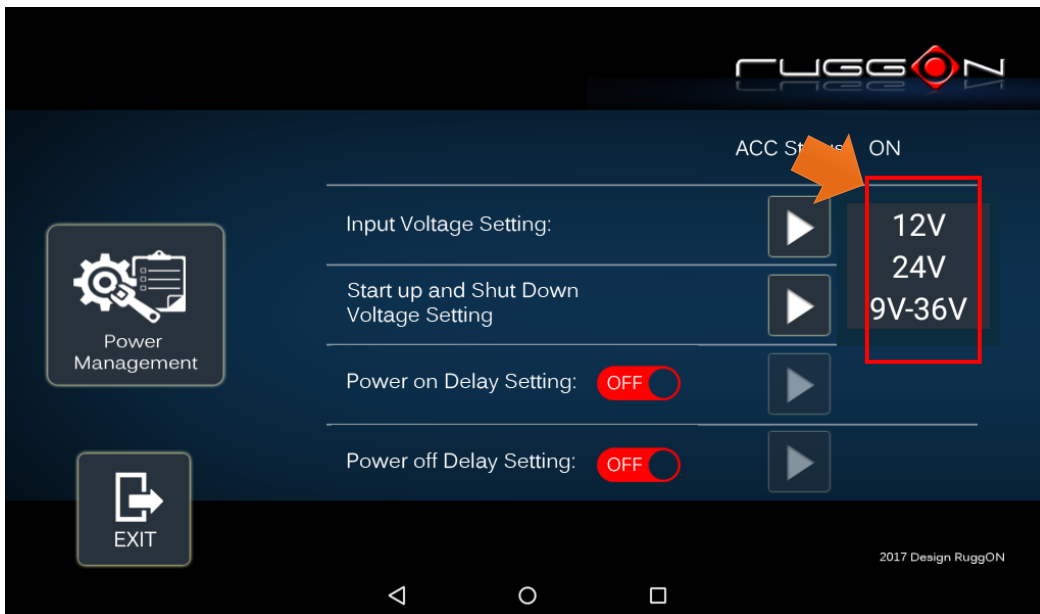 RUGGON
ACC Status ON
Input Voltage Setting:
12V
24V
9V-36V
Start up and Shut Down
Voltage Setting
Power
Management
Power on Delay Setting: OFF
Power off Delay Setting: OFF
EXIT
2017 Design RuggON